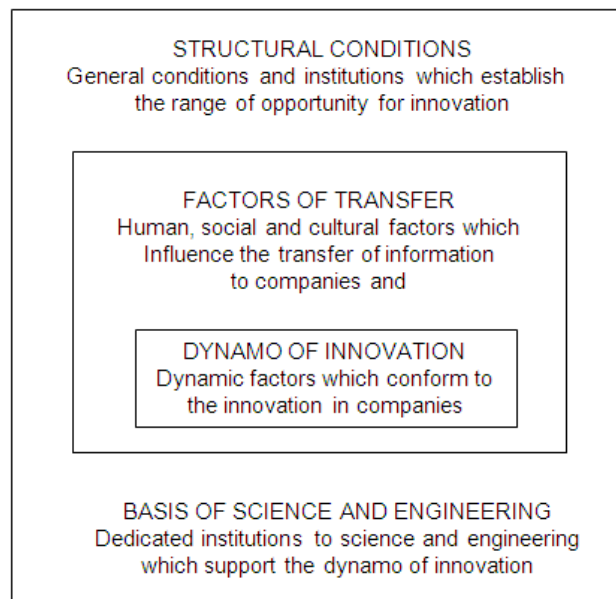 STRUCTURAL CONDITIONS
General conditions and institutions which establish
the range of opportunity for innovation
FACTORS OF TRANSFER
Human, social and cultural factors which
Influence the transfer of information
to companies and
DYNAMO OF INNOVATION
Dynamic factors which conform to
the innovation in companies
BASIS OF SCIENCE AND ENGINEERING
Dedicated institutions to science and engineering
which support the dynamo of innovation